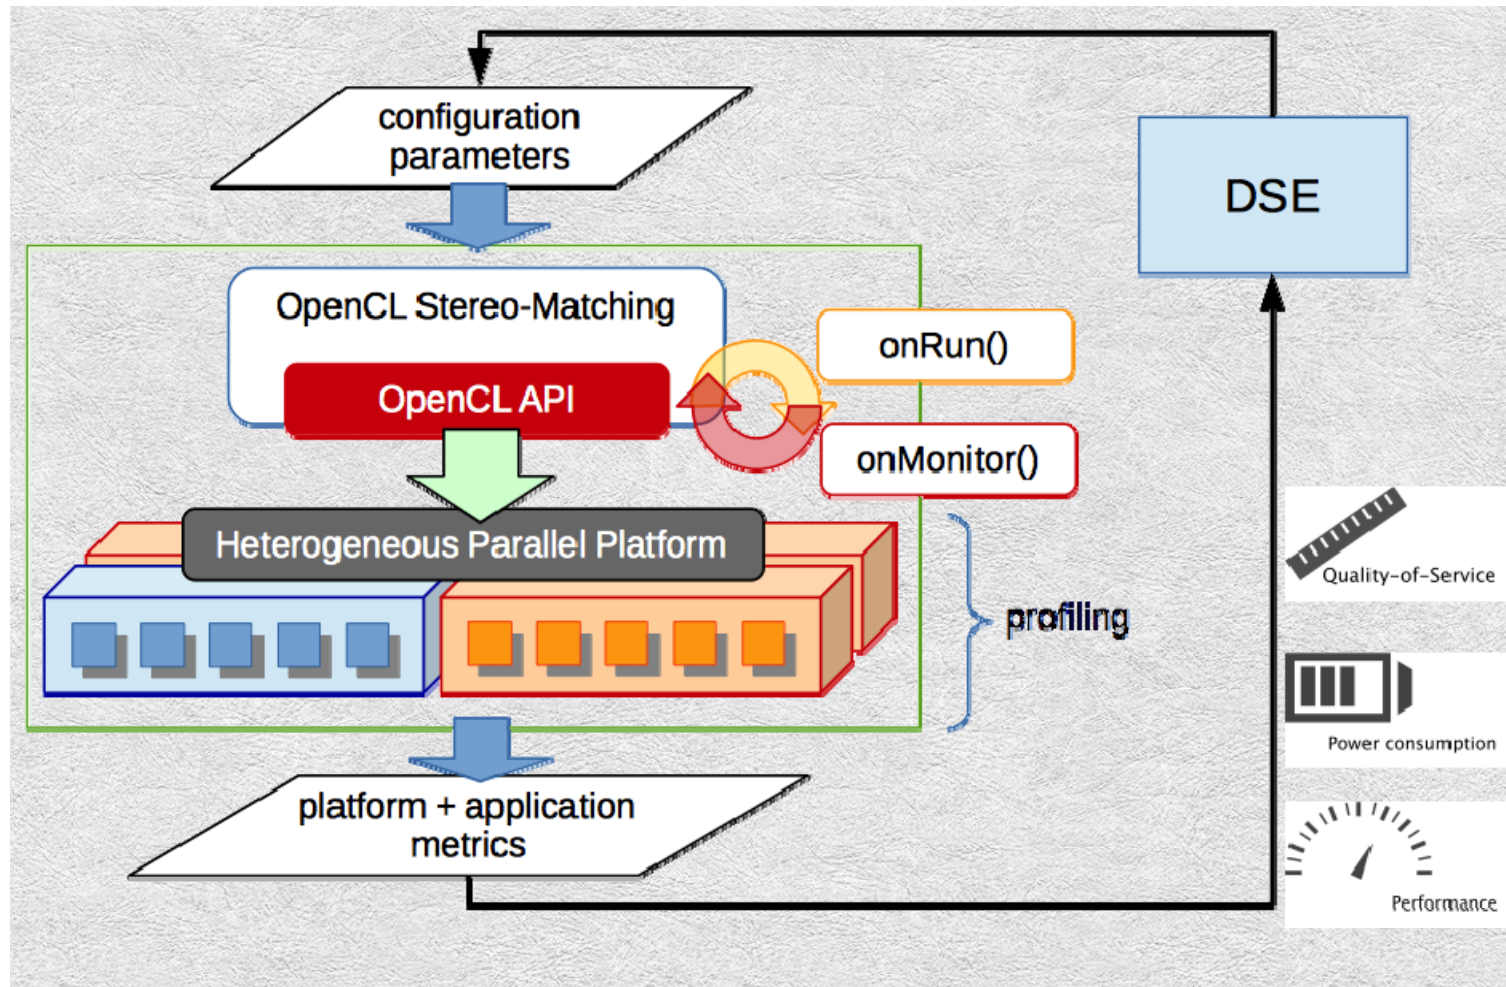 configuration
parameters
DSE
OpenCL Stereo-Matching
onRun()
OpenCL API
onMonitor()
Heterogeneous Parallel Platform
Quality-of-Service
profiling
Power consumption
platform + application
metrics
Performance